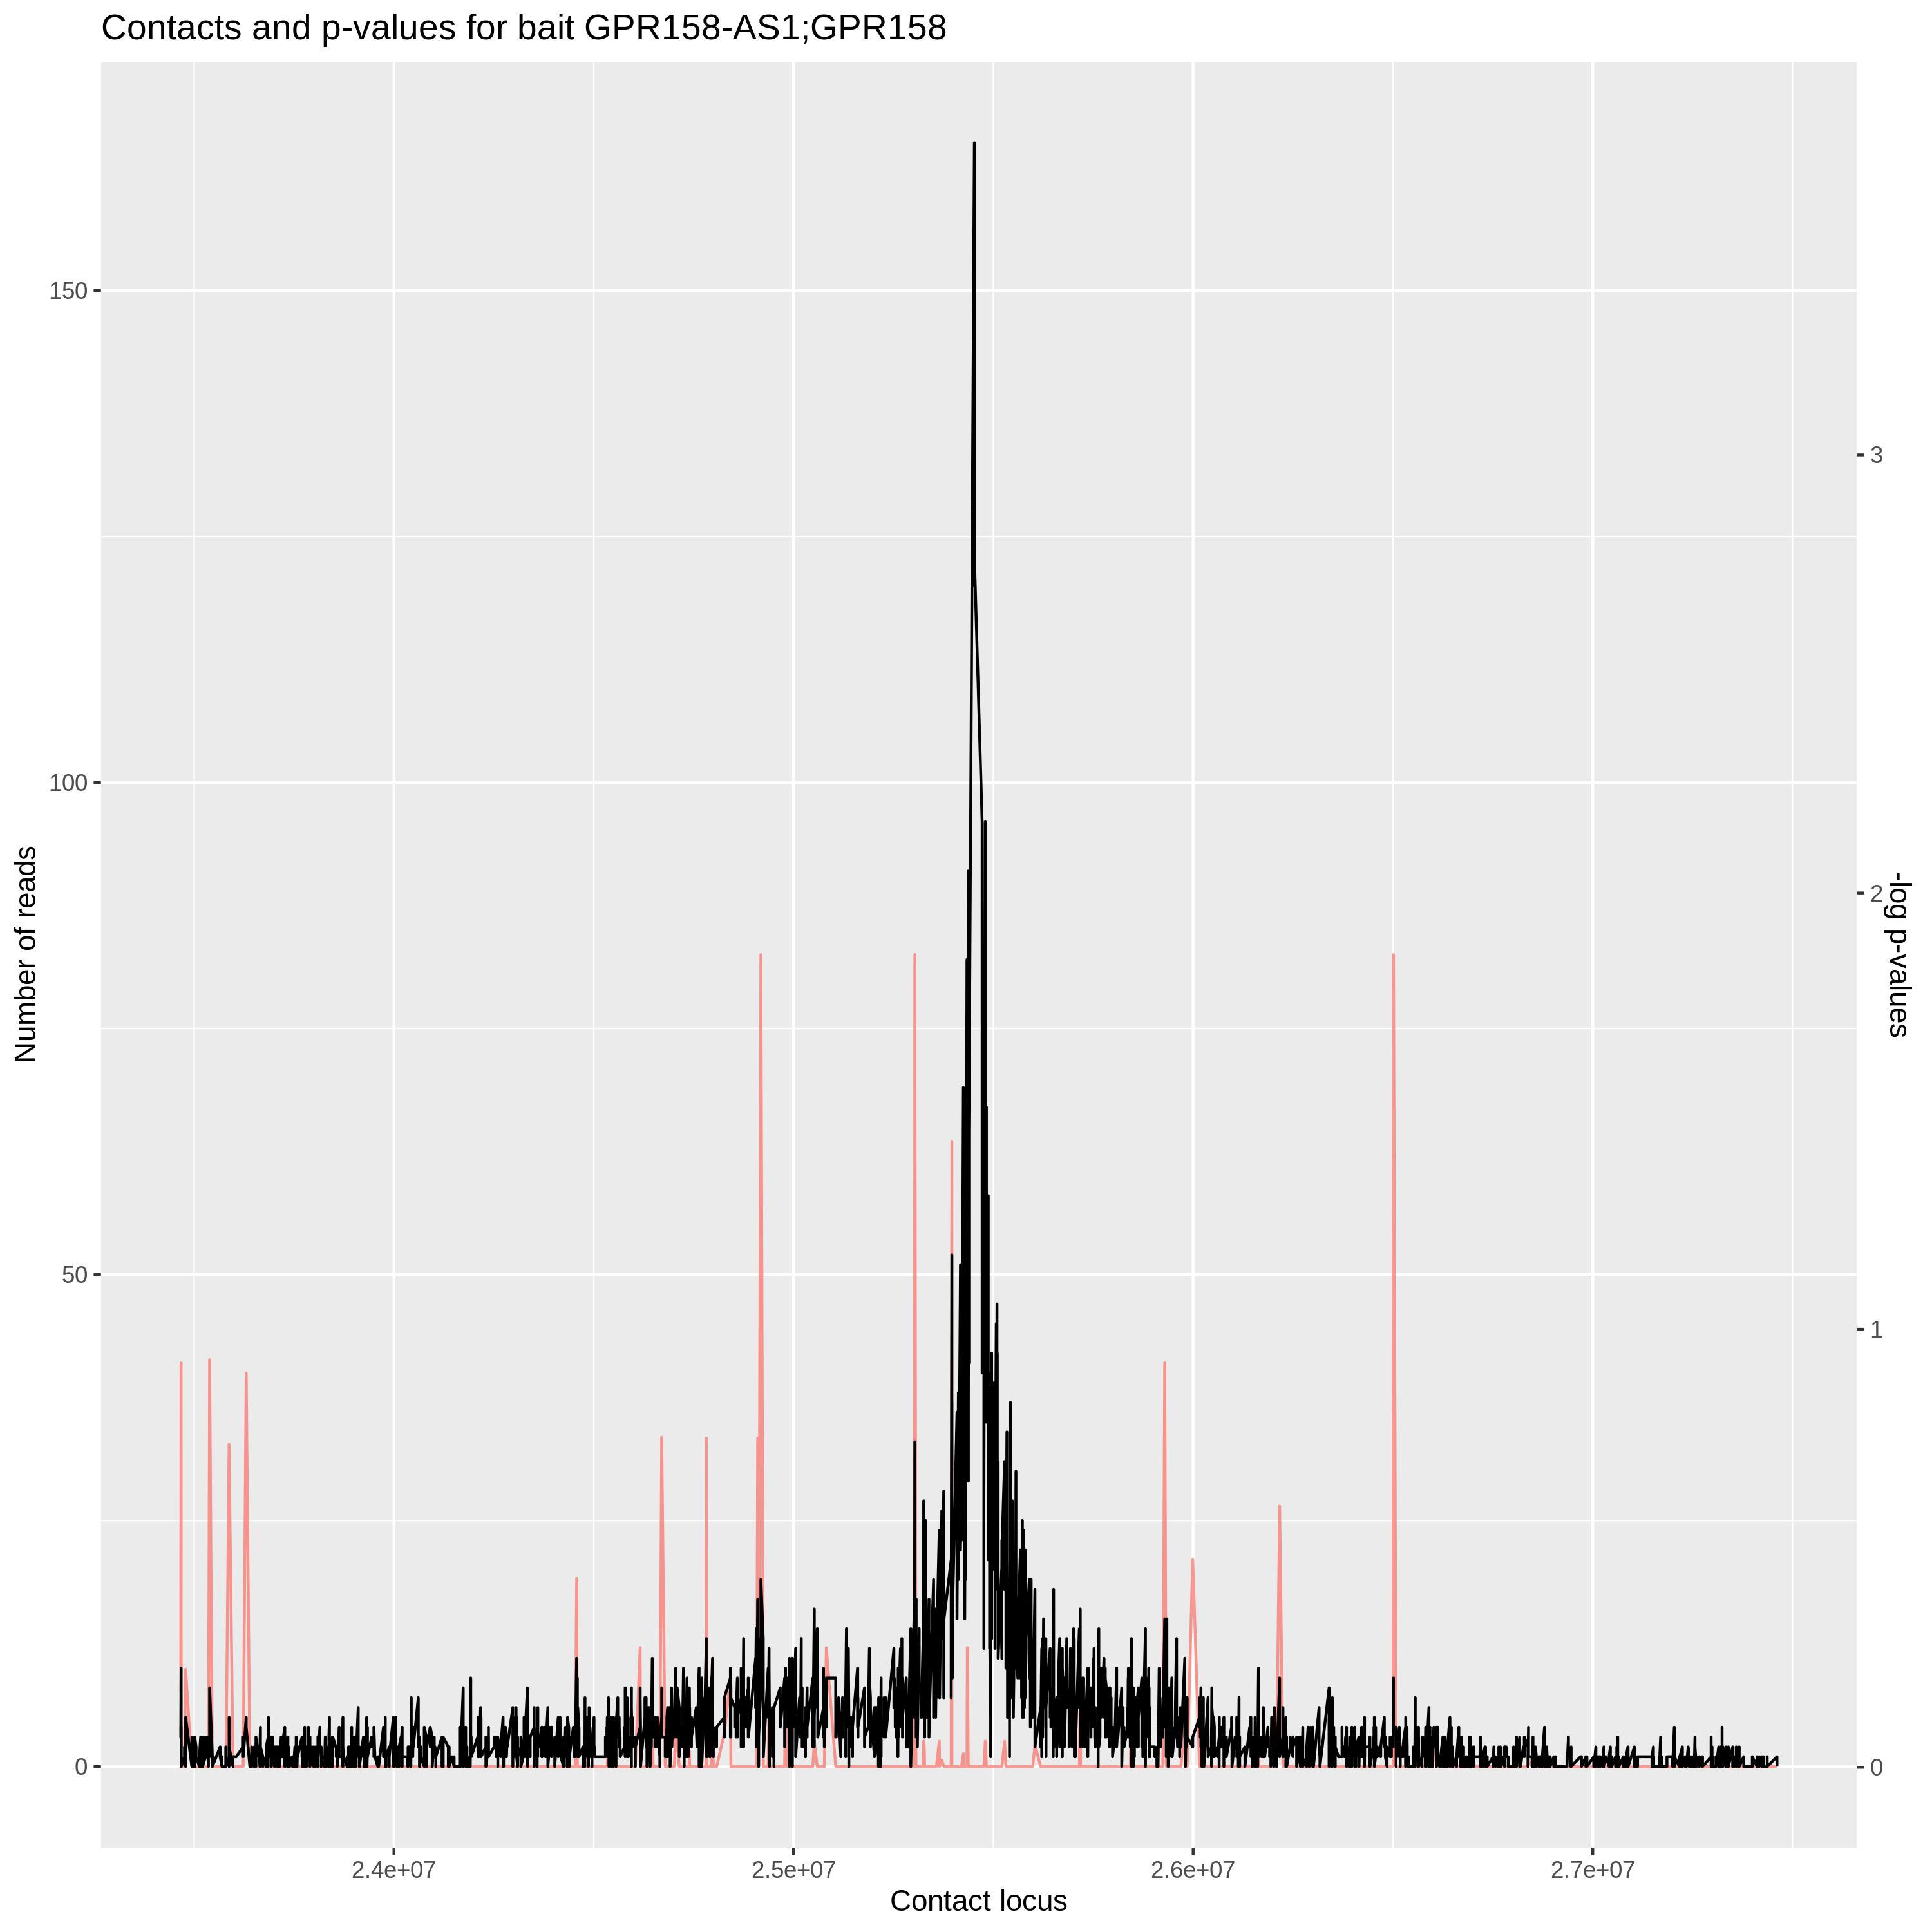 Contacts and p-values for bait GPR158-AS1;GPR158
150
100
50
0
Number of reads
3
2
1
0
-log p-values
2.4e+07 2.5e+07 2.6e+07 2.7e+07
Contact locus